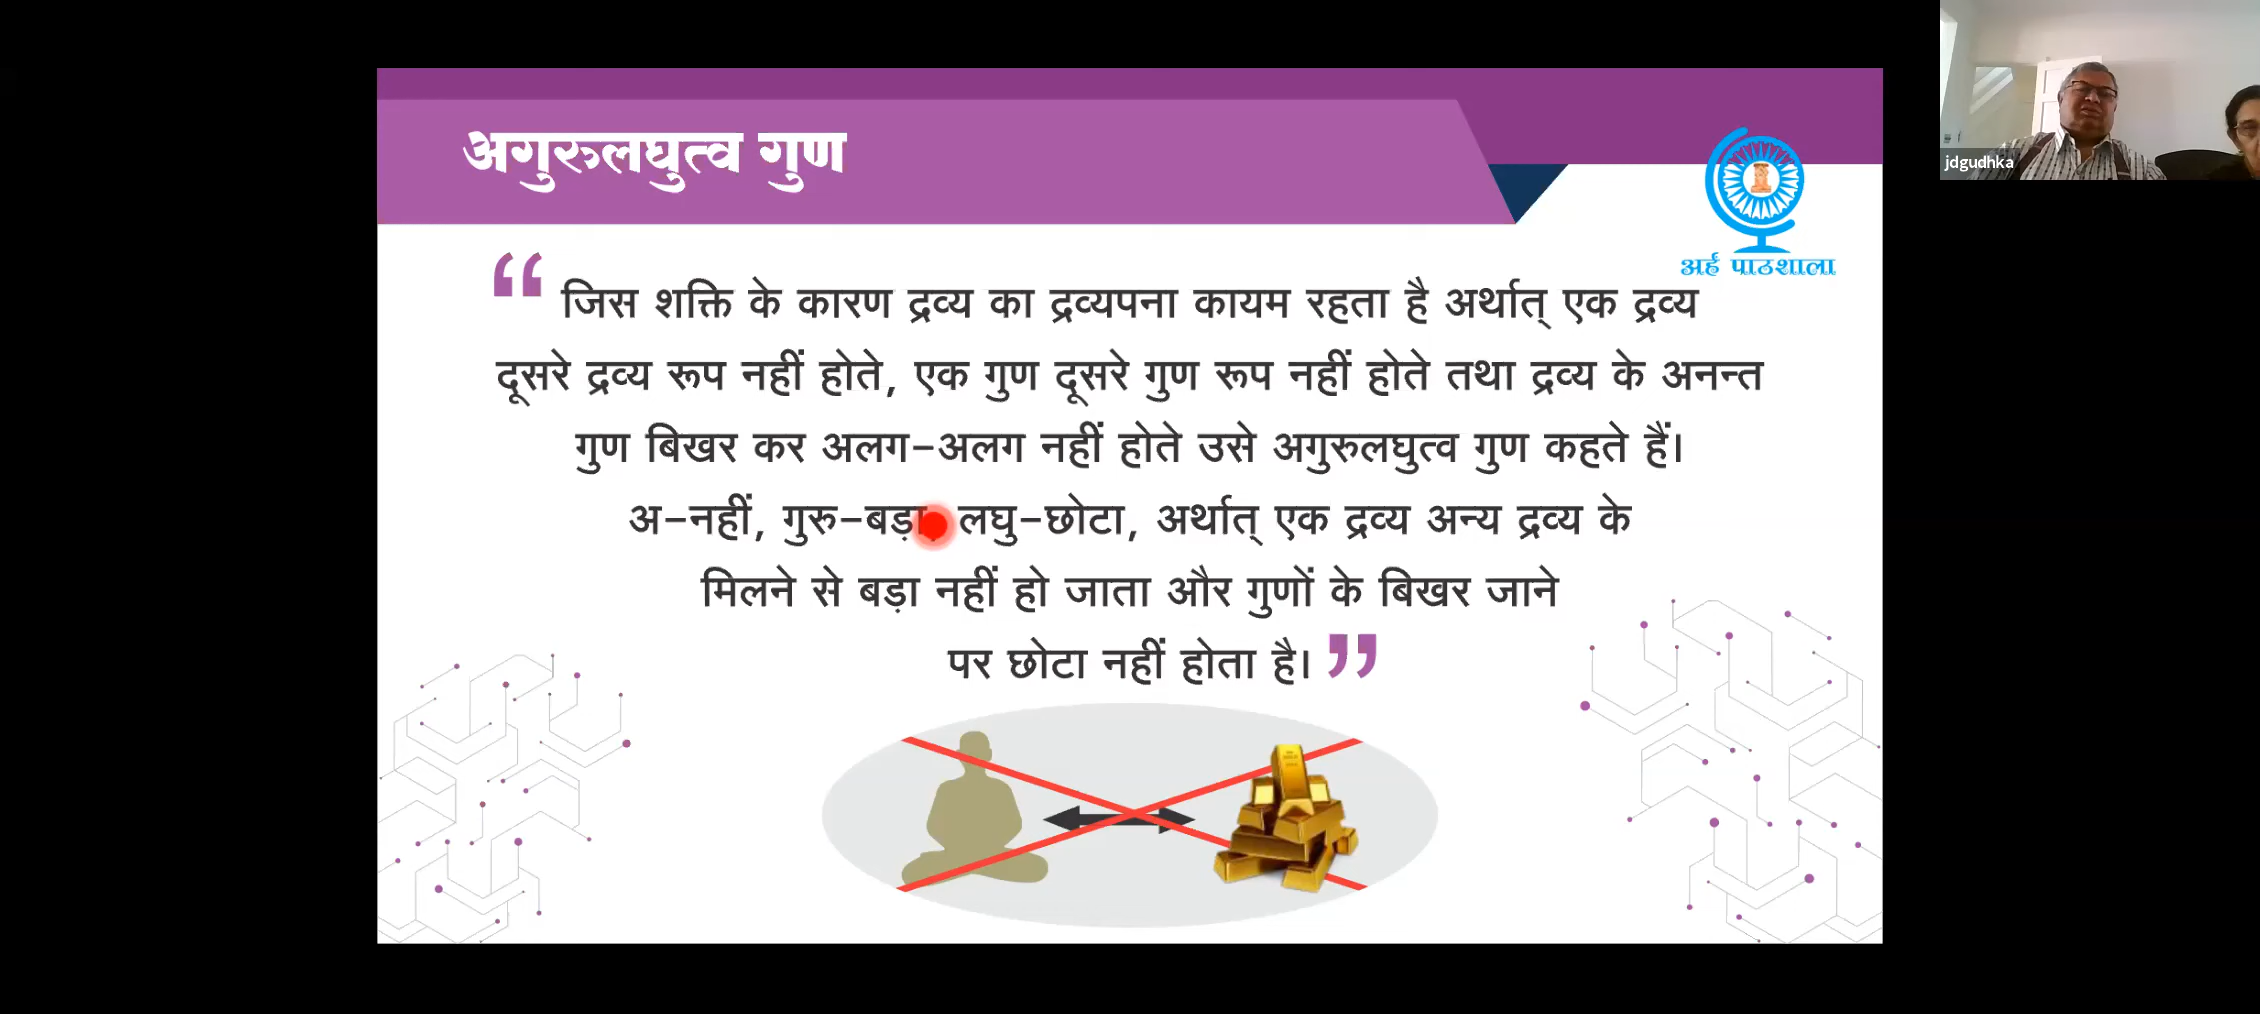 अगुरुलघुत्व गुण
jdgudhka
अर्हं पाठशाला
“ जिस शक्ति के कारण द्रव्य का द्रव्यपना कायम रहता है अर्थात् एक द्रव्य
दूसरे द्रव्य रूप नहीं होते, एक गुण दूसरे गुण रूप नहीं होते तथा द्रव्य के अनन्त
गुण बिखर कर अलग-अलग नहीं होते उसे अगुरुलघुत्व गुण कहते हैं।
अ-नहीं, गुरु-बड़ा, लघु-छोटा, अर्थात् एक द्रव्य अन्य द्रव्य के
मिलने से बड़ा नहीं हो जाता और गुणों के बिखर जाने
पर छोटा नहीं होता है। ”